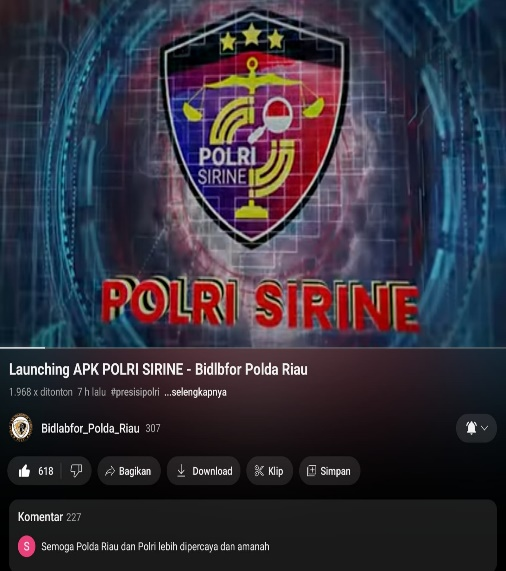 POLRI
SIRINE
POLRI SIRINE
Launching APK POLRI SIRINE - Bidlbfor Polda Riau
1.968 x ditonton 7 h lalu #presisipolri ...selengkapnya
Bidlabfor_Polda_Riau 307
618 Bagikan Download Klip Simpan
Komentar 227
S Semoga Polda Riau dan Polri lebih dipercaya dan amanah